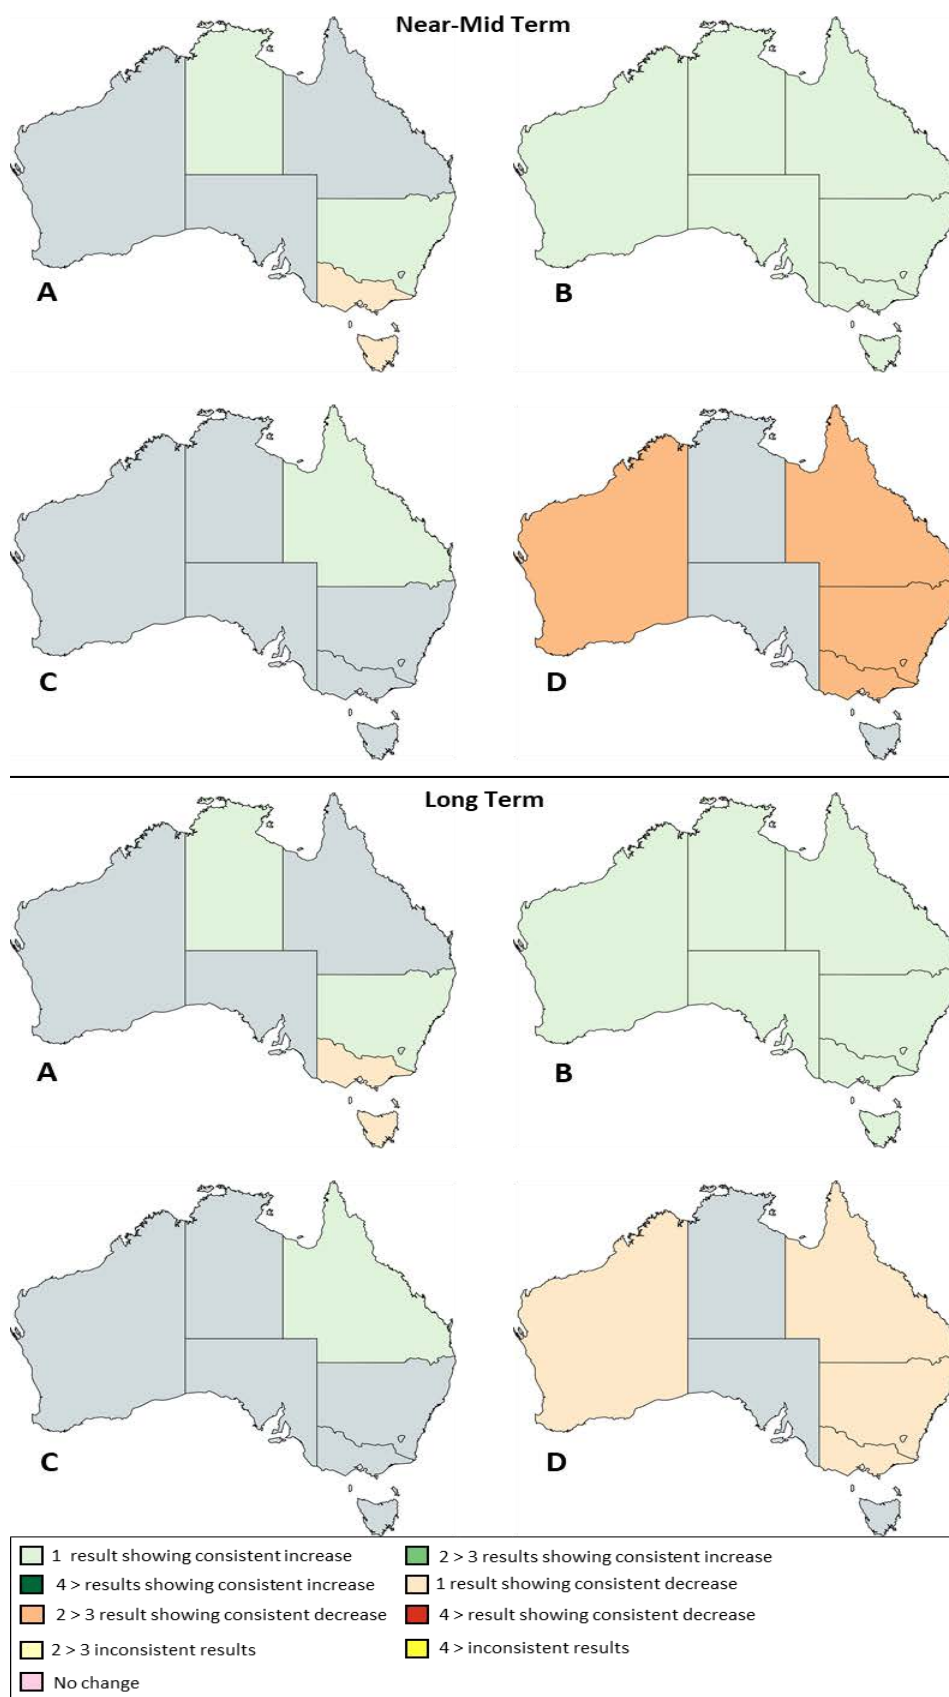 Near-Mid Term
A
B
C
D
Long Term
A
B
C
D
1 result showing consistent increase
2 > 3 results showing consistent increase
4 > results showing consistent increase
1 result showing consistent decrease
2 > 3 result showing consistent decrease
4 > result showing consistent decrease
2 > 3 inconsistent results
4 > inconsistent results
No change